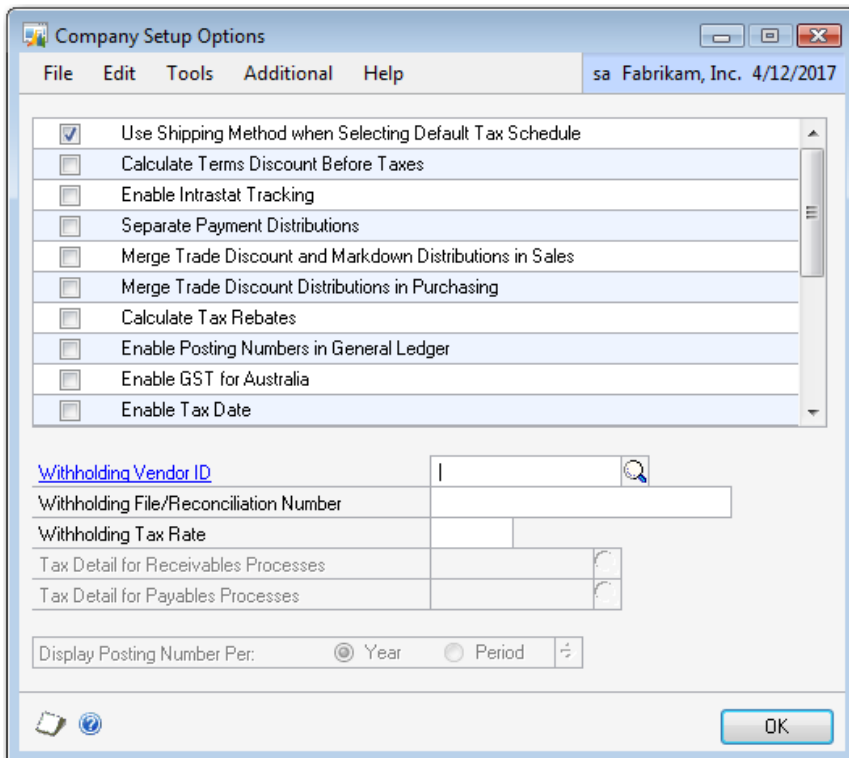 Company Setup Options
File Edit Tools Additional Help sa Fabrikam, Inc. 4/12/2017
Use Shipping Method when Selecting Default Tax Schedule
Calculate Terms Discount Before Taxes
Enable Intrastat Tracking
Separate Payment Distributions
Merge Trade Discount and Markdown Distributions in Sales
Merge Trade Discount Distributions in Purchasing
Calculate Tax Rebates
Enable Posting Numbers in General Ledger
Enable GST for Australia
Enable Tax Date
Withholding Vendor ID
Withholding File/Reconciliation Number
Withholding Tax Rate
Tax Detail for Receivables Processes
Tax Detail for Payables Processes
Display Posting Number Per: Year Period
OK